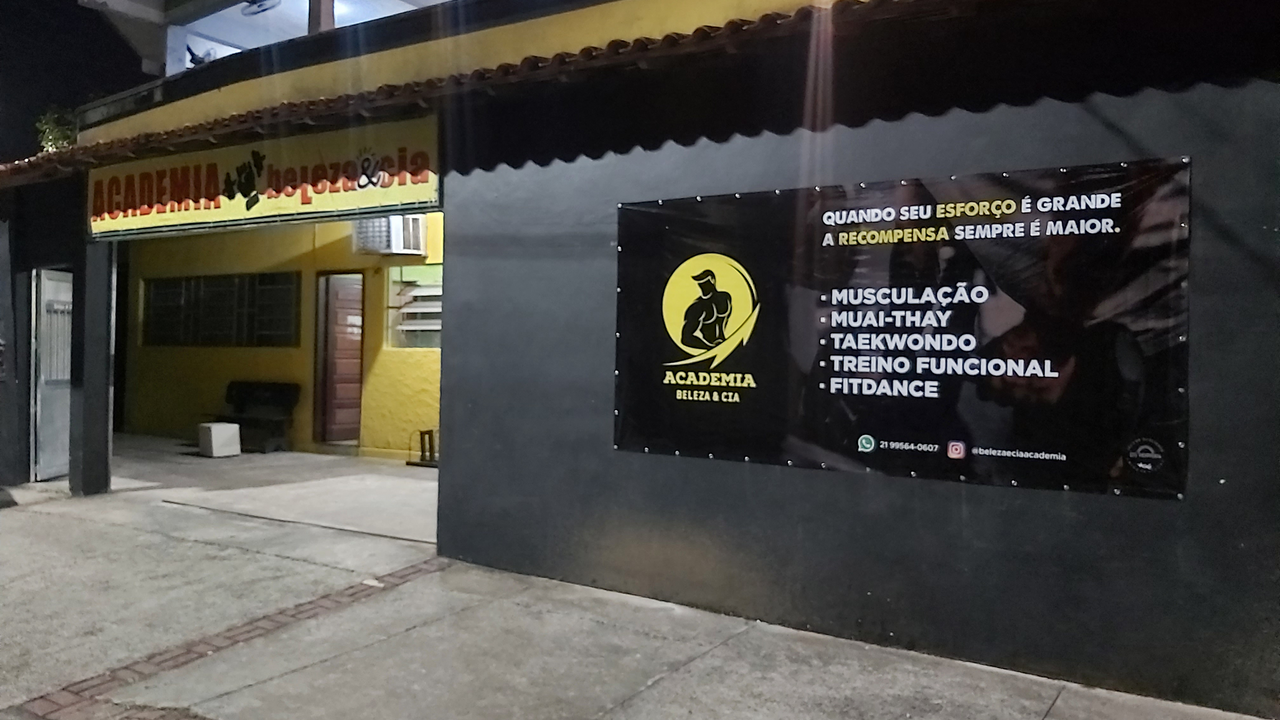 ACADEMIA beleza&cia
QUANDO SEU ESFORÇO É GRANDE
A RECOMPENSA SEMPRE É MAIOR.
· MUSCULAÇÃO
· MUAI-THAY
· TAEKWONDO
· TREINO FUNCIONAL
· FITDANCE
ACADEMIA
BELEZA & CIA
21 99564-0607 @belezaeciaacademia